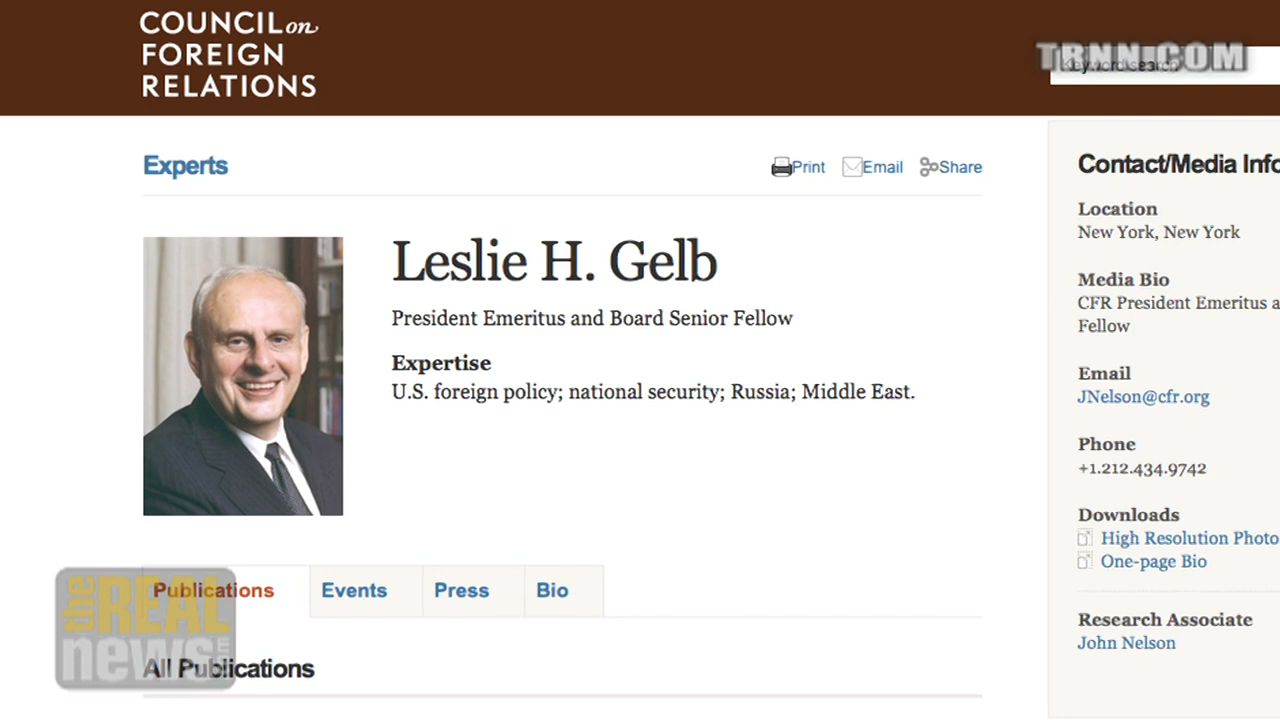 COUNCIL on
FOREIGN
RELATIONS
TRNN.COM
Keyword search
Experts
Print
Email
Share
Leslie H. Gelb
President Emeritus and Board Senior Fellow
Expertise
U.S. foreign policy; national security; Russia; Middle East.
Contact/Media Info
Location
New York, New York
Media Bio
CFR President Emeritus a
Fellow
Email
JNelson@cfr.org
Phone
+1.212.434.9742
Downloads
High Resolution Photo
One-page Bio
Research Associate
John Nelson
Publications
Events
Press
Bio
All Publications
the REAL
news.com